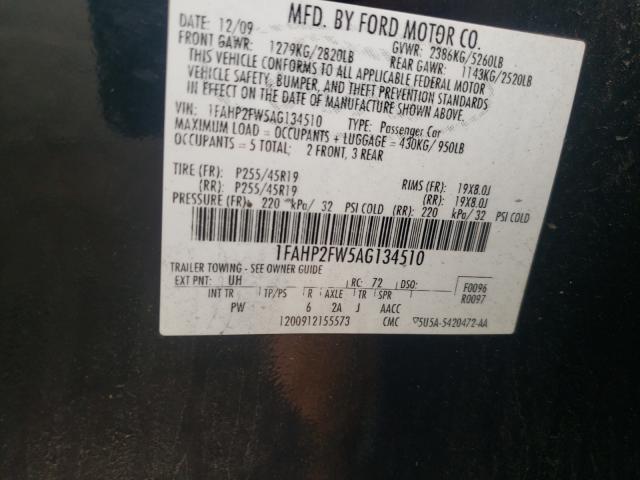 MFD. BY FORD MOTOR CO.
DATE: 12/09 GVWR: 2386KG/5260LB
FRONT GAWR: 1279KG/2820LB REAR GAWR: 1143KG/2520LB
THIS VEHICLE CONFORMS TO ALL APPLICABLE FEDERAL MOTOR
VEHICLE SAFETY, BUMPER, AND THEFT PREVENTION STANDARDS
IN EFFECT ON THE DATE OF MANUFACTURE SHOWN ABOVE.
VIN: 1FAHP2FW5AG134510 TYPE: Passenger Car
MAXIMUM LOAD = OCCUPANTS + LUGGAGE = 430KG/950LB
OCCUPANTS = 5 TOTAL; 2 FRONT, 3 REAR
TIRE (FR): P255/45R19 RIMS (FR): 19X8.0J
(RR): P255/45R19 (RR): 19X8.0J
PRESSURE (FR): 220 kPa/ 32 PSI COLD (RR): 220 kPa/ 32 PSI COLD
1FAHP2FW5AG134510
TRAILER TOWING - SEE OWNER GUIDE
EXT PNT: UH RC: 72 DSO: F0096
INT TR TP/PS R AXLE TR SPR R0097
PW 6 2A J AACC
1200912155573 CMC ▽5U5A-5420472-AA